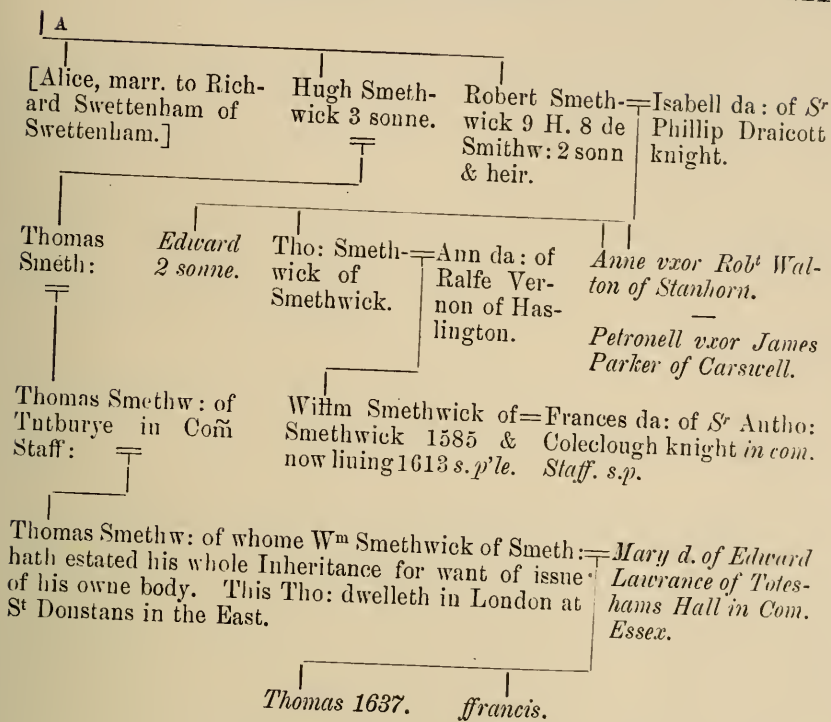 A
[Alice, marr. to Rich-
ard Swettenham of
Swettenham.]
Hugh Smeth-
wick 3 sonne.
Robert Smeth-
wick 9 H. 8 de
Smithw: 2 sonn
& heir.
Isabell da: of Sr
Phillip Draicott
knight.
Thomas
Smeth:
Edward
2 sonne.
Tho: Smeth-
wick of
Smethwick.
Ann da: of
Ralfe Ver-
non of Has-
lington.
Anne vxor Robt Wal-
ton of Stanhorn.
Petronell vxor James
Parker of Carswell.
Thomas Smethw: of
Tutburye in Com̃
Staff:
Wittm Smethwick of
Smethwick 1585 &
now liuing 1613 s.p'le.
Frances da: of Sr Antho:
Coleclough knight in com.
Staff. s.p.
Thomas Smethw: of whome Wm Smethwick of Smeth:
hath estated his whole Inheritance for want of issue
of his owne body. This Tho: dwelleth in London at
St Donstans in the East.
Mary d. of Edward
Lawrance of Totes-
hams Hall in Com.
Essex.
Thomas 1637.
ffrancis.